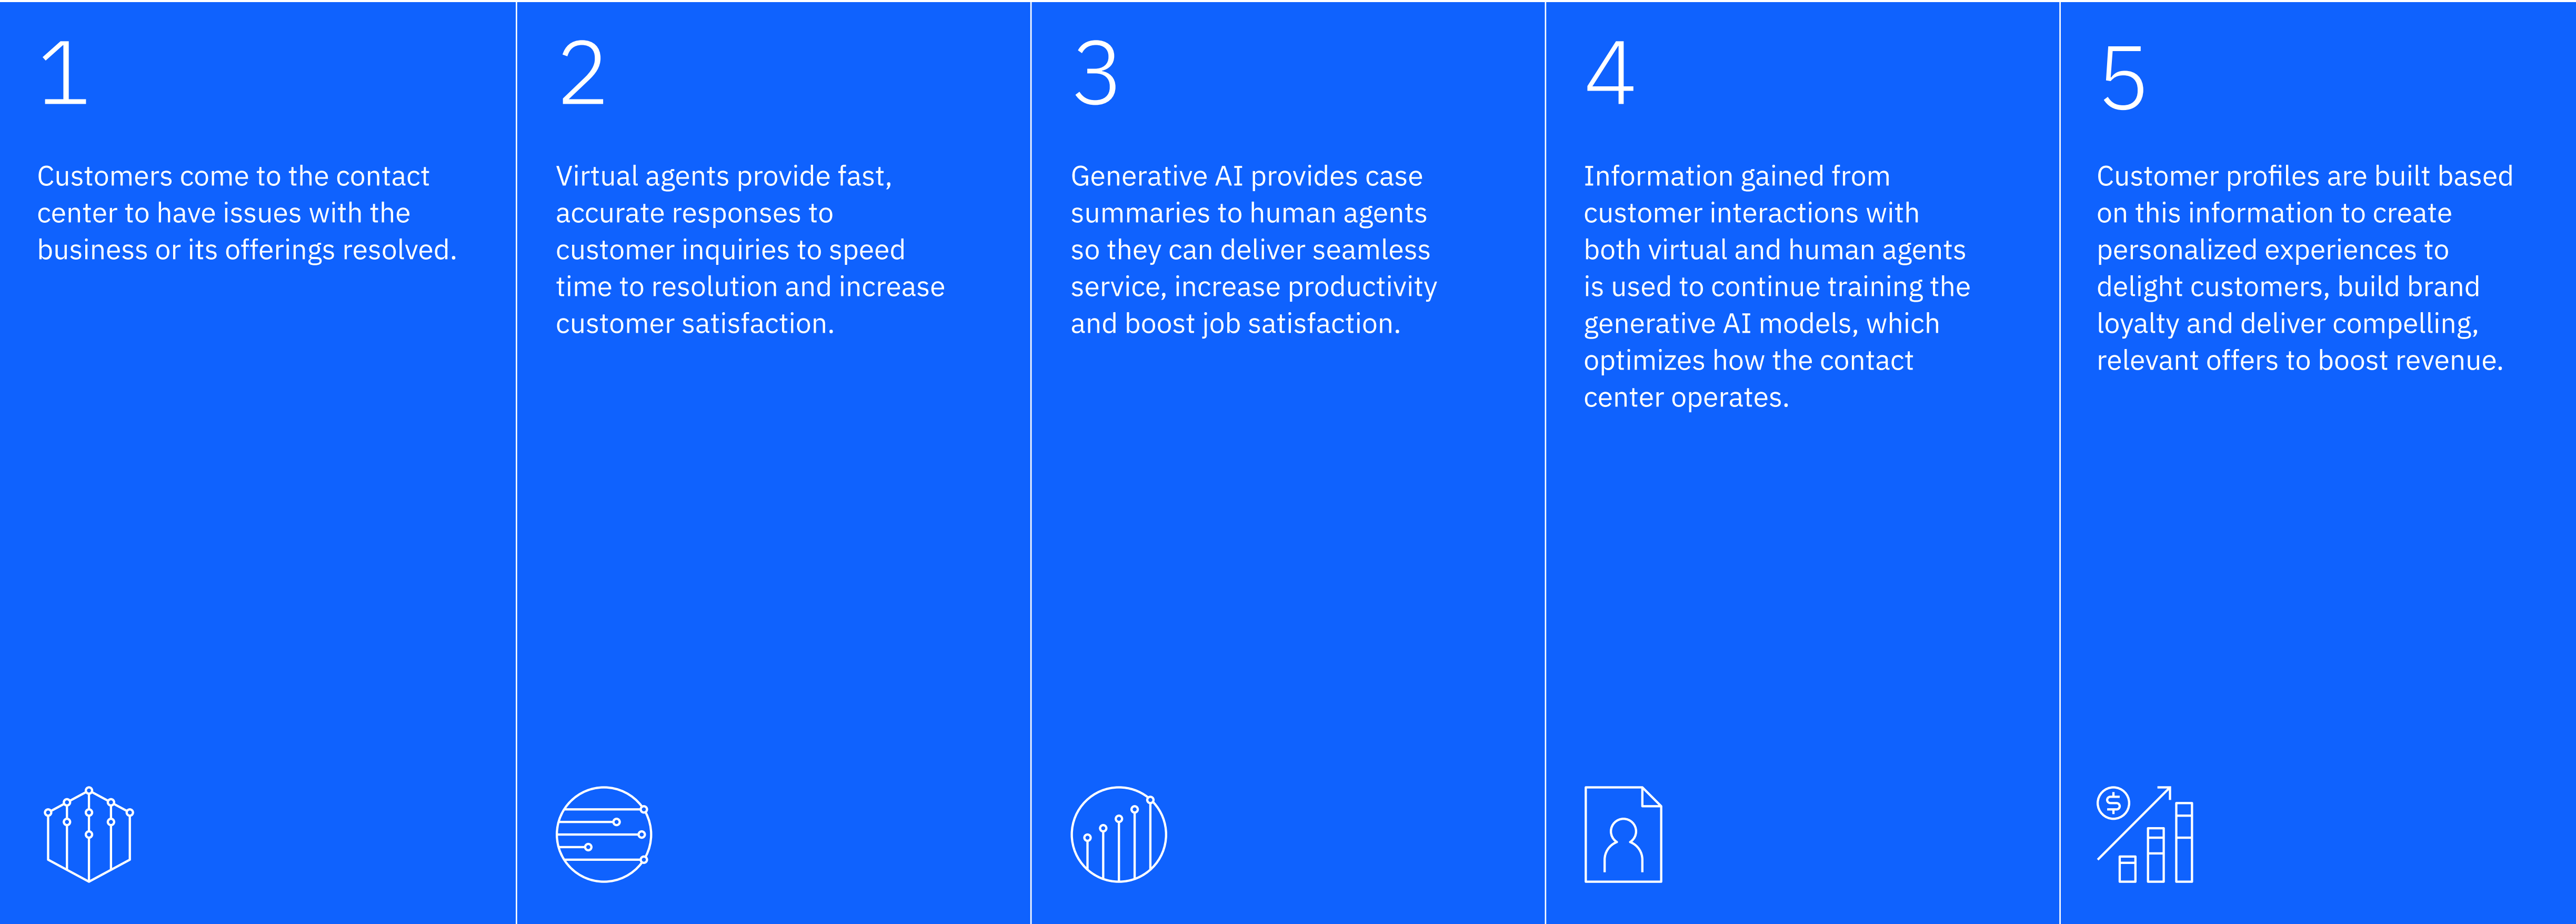 1
Customers come to the contact
center to have issues with the
business or its offerings resolved.
2
Virtual agents provide fast,
accurate responses to
customer inquiries to speed
time to resolution and increase
customer satisfaction.
3
Generative AI provides case
summaries to human agents
so they can deliver seamless
service, increase productivity
and boost job satisfaction.
4
Information gained from
customer interactions with
both virtual and human agents
is used to continue training the
generative AI models, which
optimizes how the contact
center operates.
5
Customer profiles are built based
on this information to create
personalized experiences to
delight customers, build brand
loyalty and deliver compelling,
relevant offers to boost revenue.
$